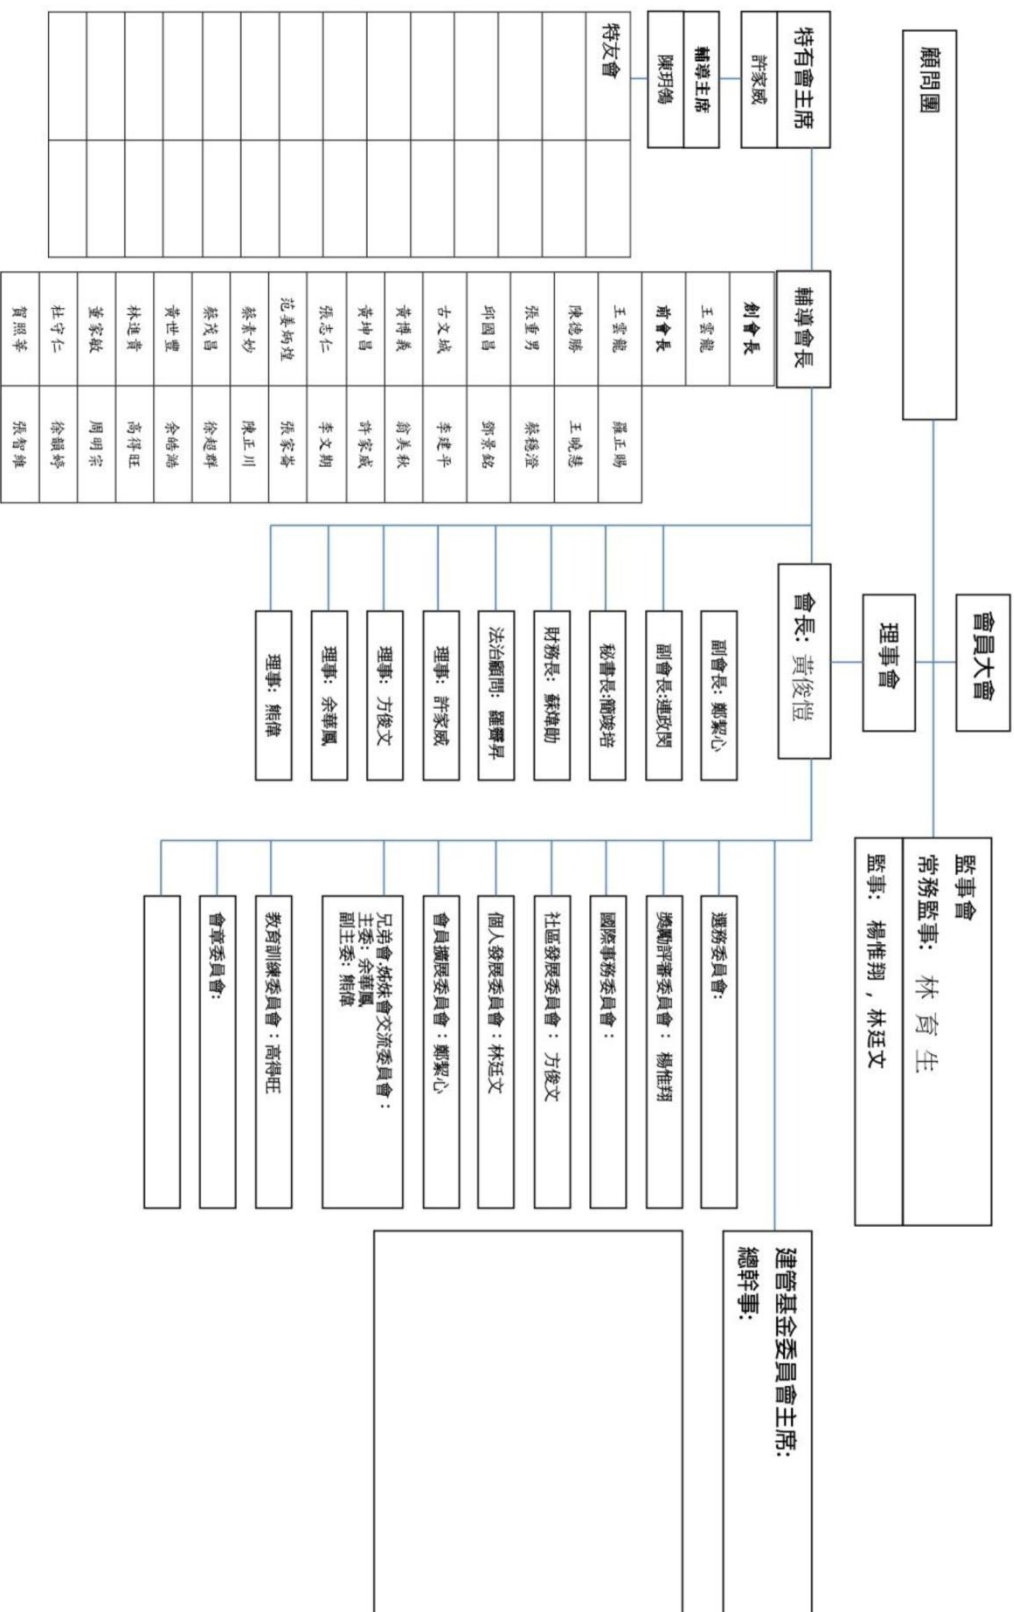 會員大會
理事會
顧問團
監事會
常務監事: 林育生
監事: 楊惟翔，林廷文
特有會主席
許家威
輔導主席
陳玥鴒
特友會
輔導會長
創會長
王雲龍
前會長
王雲龍 羅正賜
陳德勝 王曉慧
張重男 蔡穩澄
邱國昌 鄧景銘
古文城 李建平
黃博義 翁美秋
黃坤昌 許家威
張志仁 李文期
范姜炳煌 張家崙
蔡素妙 陳正川
蔡茂昌 徐超群
黃世豐 余皓澔
林進貴 高得旺
董家敏 周明宗
杜守仁 徐韻婷
賀照莘 張智維
會長: 黃俊愷
副會長: 鄭絜心
副會長:連政閔
秘書長:簡竣培
財務長: 蘇煒勛
法治顧問: 羅釁昇
理事: 許家威
理事: 方俊文
理事: 余華鳳
理事: 熊偉
選務委員會:
獎勵評審委員會: 楊惟翔
國際事務委員會:
社區發展委員會: 方俊文
個人發展委員會:林廷文
會員擴展委員會:鄭絜心
兄弟會.姊妹會交流委員會:
主委: 余華鳳
副主委: 熊偉
教育訓練委員會:高得旺
會章委員會:
建管基金委員會主席:
總幹事: